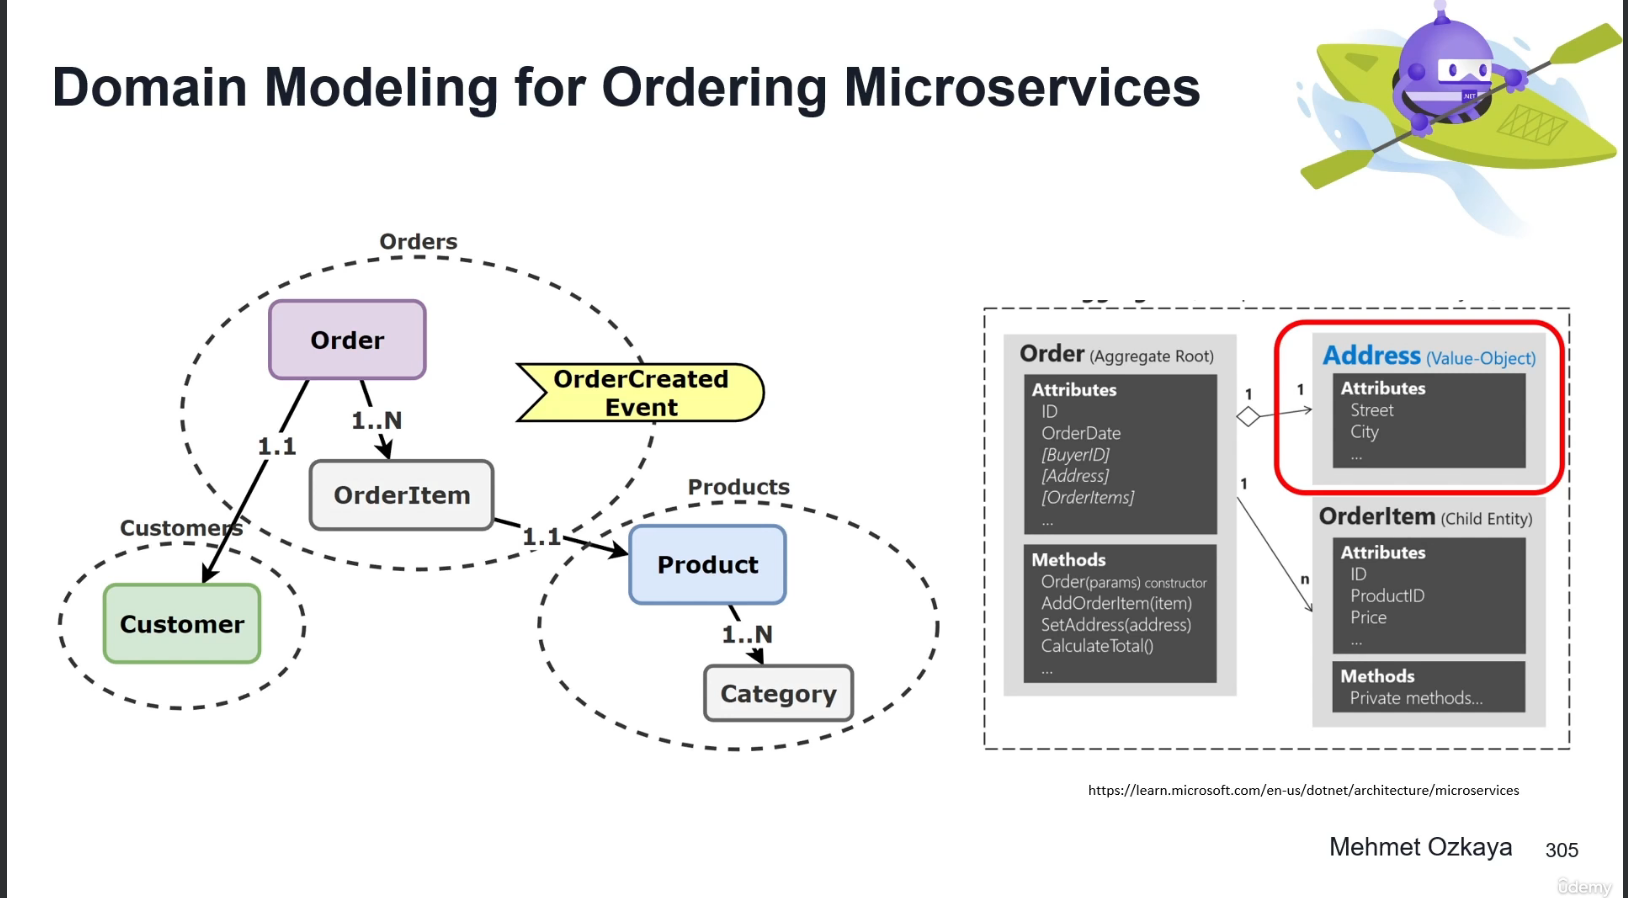 Domain Modeling for Ordering Microservices
.NET
Orders
Order
OrderCreated
Event
1..N
1.1
OrderItem
Products
Customers
1.1
Product
Customer
1..N
Category
Order (Aggregate Root)
Attributes
ID
OrderDate
[BuyerID]
[Address]
[OrderItems]
...
Methods
Order(params) constructor
AddOrderItem(item)
SetAddress(address)
CalculateTotal()
...
1
1
Address (Value-Object)
Attributes
Street
City
...
1
n
OrderItem (Child Entity)
Attributes
ID
ProductID
Price
...
Methods
Private methods...
https://learn.microsoft.com/en-us/dotnet/architecture/microservices
Mehmet Ozkaya
305
ûdemy